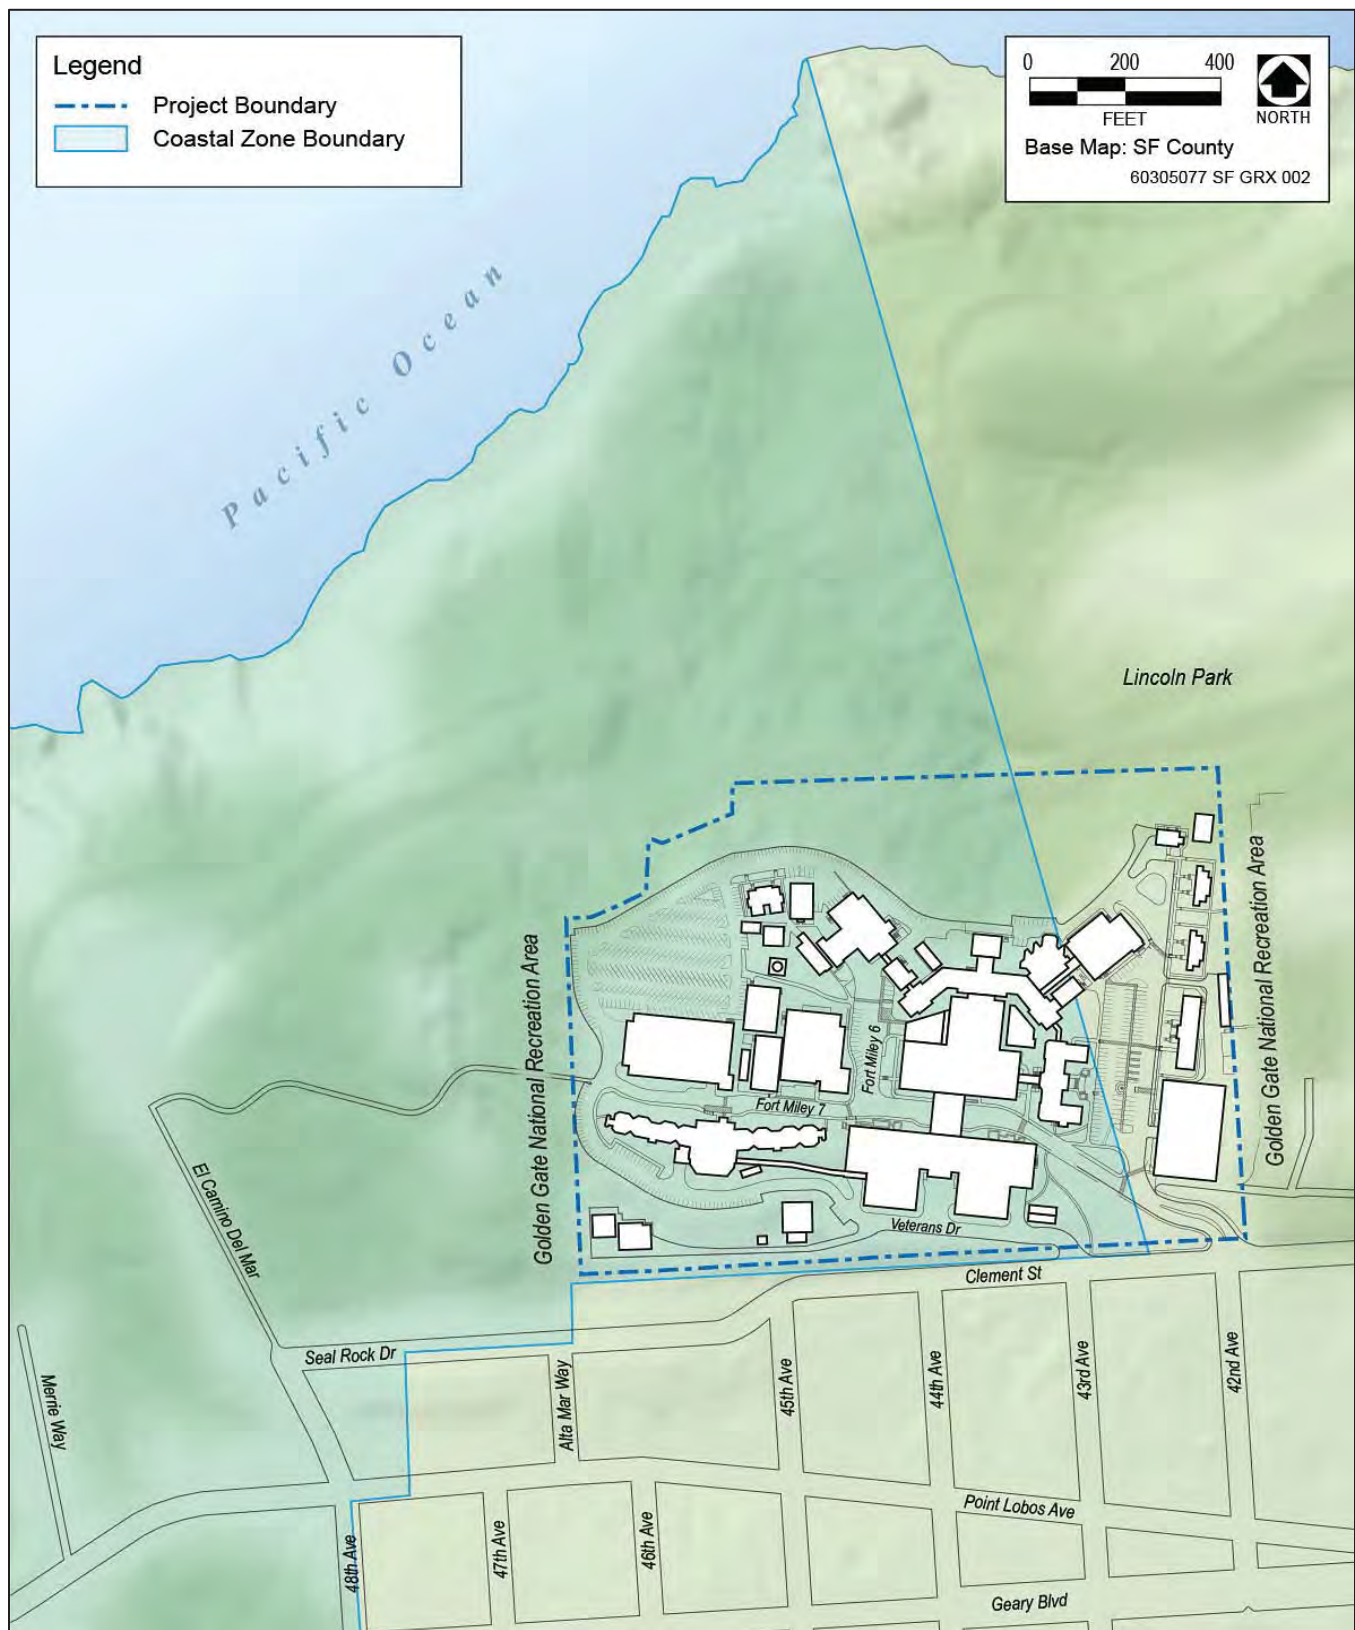 Legend
Project Boundary
Coastal Zone Boundary
0 200 400
FEET
NORTH
Base Map: SF County
60305077 SF GRX 002
Pacific Ocean
Lincoln Park
Golden Gate National Recreation Area
Golden Gate National Recreation Area
Fort Miley 6
Fort Miley 7
El Camino Del Mar
Veterans Dr
Clement St
Seal Rock Dr
Merrie Way
Alta Mar Way
45th Ave
44th Ave
43rd Ave
42nd Ave
Point Lobos Ave
48th Ave
47th Ave
46th Ave
Geary Blvd